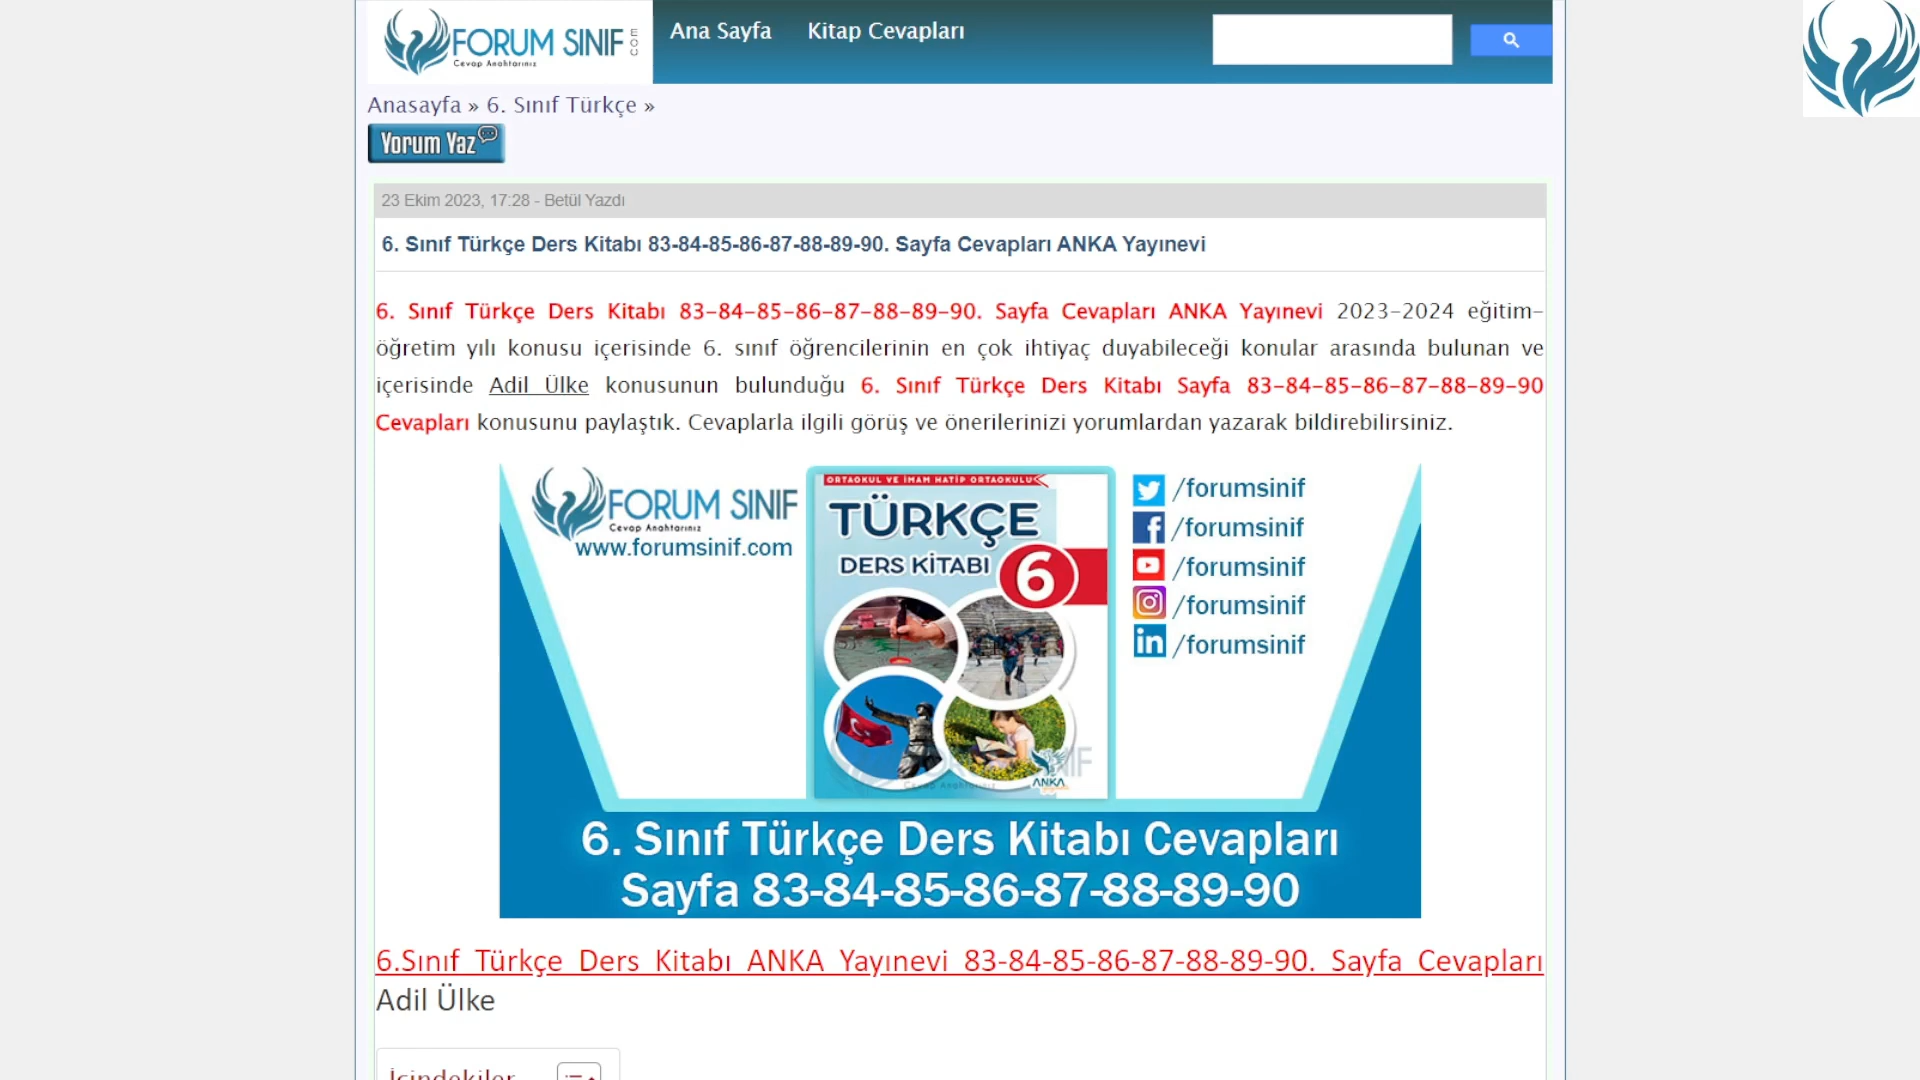 FORUM SINIF COM
Cevap Anahtarınız
Ana Sayfa Kitap Cevapları
Anasayfa » 6. Sınıf Türkçe »
Yorum Yaz
23 Ekim 2023, 17:28 - Betül Yazdı
6. Sınıf Türkçe Ders Kitabı 83-84-85-86-87-88-89-90. Sayfa Cevapları ANKA Yayınevi
6. Sınıf Türkçe Ders Kitabı 83-84-85-86-87-88-89-90. Sayfa Cevapları ANKA Yayınevi 2023-2024 eğitim-
öğretim yılı konusu içerisinde 6. sınıf öğrencilerinin en çok ihtiyaç duyabileceği konular arasında bulunan ve
içerisinde Adil Ülke konusunun bulunduğu 6. Sınıf Türkçe Ders Kitabı Sayfa 83-84-85-86-87-88-89-90
Cevapları konusunu paylaştık. Cevaplarla ilgili görüş ve önerilerinizi yorumlardan yazarak bildirebilirsiniz.
FORUM SINIF
Cevap Anahtarınız
www.forumsinif.com
ORTAOKUL VE İMAM HATİP ORTAOKULU
TÜRKÇE
DERS KİTABI
6
ANKA
/forumsinif
/forumsinif
/forumsinif
/forumsinif
/forumsinif
6. Sınıf Türkçe Ders Kitabı Cevapları
Sayfa 83-84-85-86-87-88-89-90
6.Sınıf Türkçe Ders Kitabı ANKA Yayınevi 83-84-85-86-87-88-89-90. Sayfa Cevapları
Adil Ülke
İçindekiler